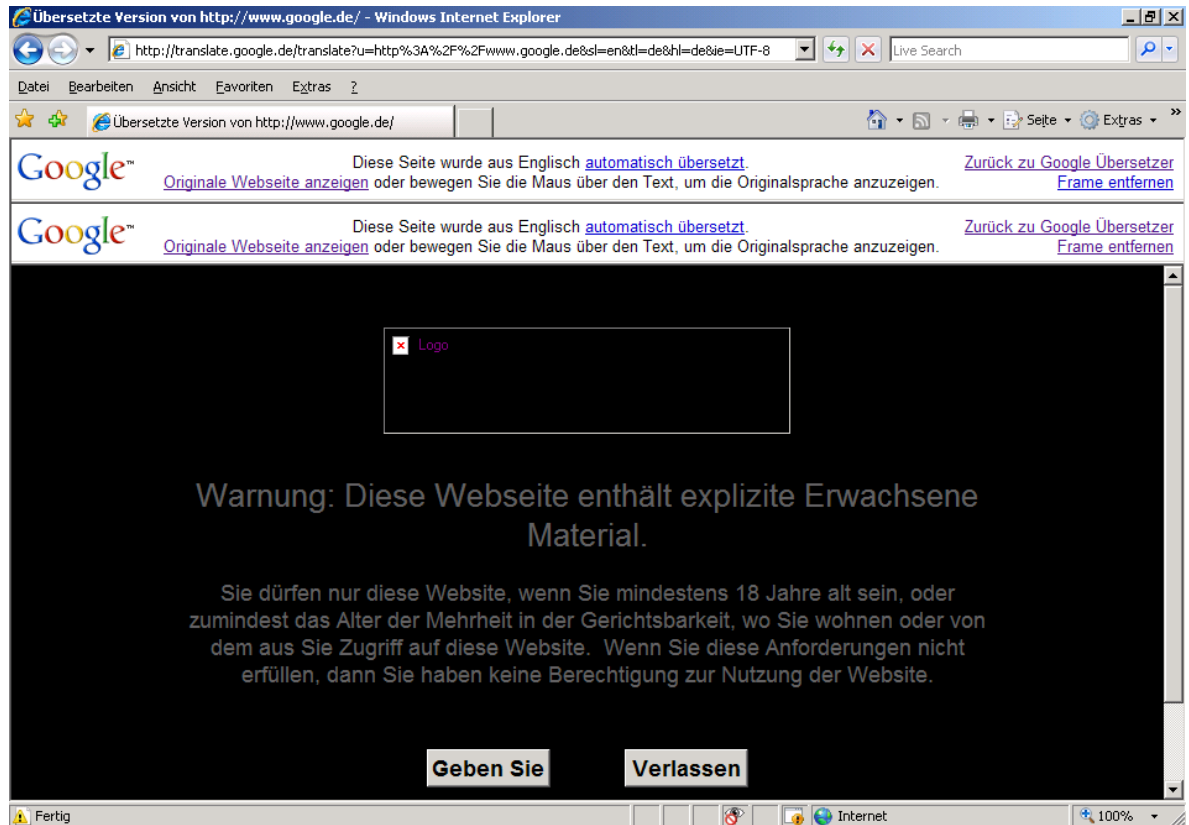 Übersetzte Version von http://www.google.de/ - Windows Internet Explorer
http://translate.google.de/translate?u=http%3A%2F%2Fwww.google.de&sl=en&tl=de&hl=de&ie=UTF-8
Live Search
Datei Bearbeiten Ansicht Favoriten Extras ?
Übersetzte Version von http://www.google.de/
Seite Extras »
Google™ Diese Seite wurde aus Englisch automatisch übersetzt. Zurück zu Google Übersetzer
Originale Webseite anzeigen oder bewegen Sie die Maus über den Text, um die Originalsprache anzuzeigen. Frame entfernen
Google™ Diese Seite wurde aus Englisch automatisch übersetzt. Zurück zu Google Übersetzer
Originale Webseite anzeigen oder bewegen Sie die Maus über den Text, um die Originalsprache anzuzeigen. Frame entfernen
Logo
Warnung: Diese Webseite enthält explizite Erwachsene
Material.
Sie dürfen nur diese Website, wenn Sie mindestens 18 Jahre alt sein, oder
zumindest das Alter der Mehrheit in der Gerichtsbarkeit, wo Sie wohnen oder von
dem aus Sie Zugriff auf diese Website. Wenn Sie diese Anforderungen nicht
erfüllen, dann Sie haben keine Berechtigung zur Nutzung der Website.
Geben Sie Verlassen
Fertig Internet 100%